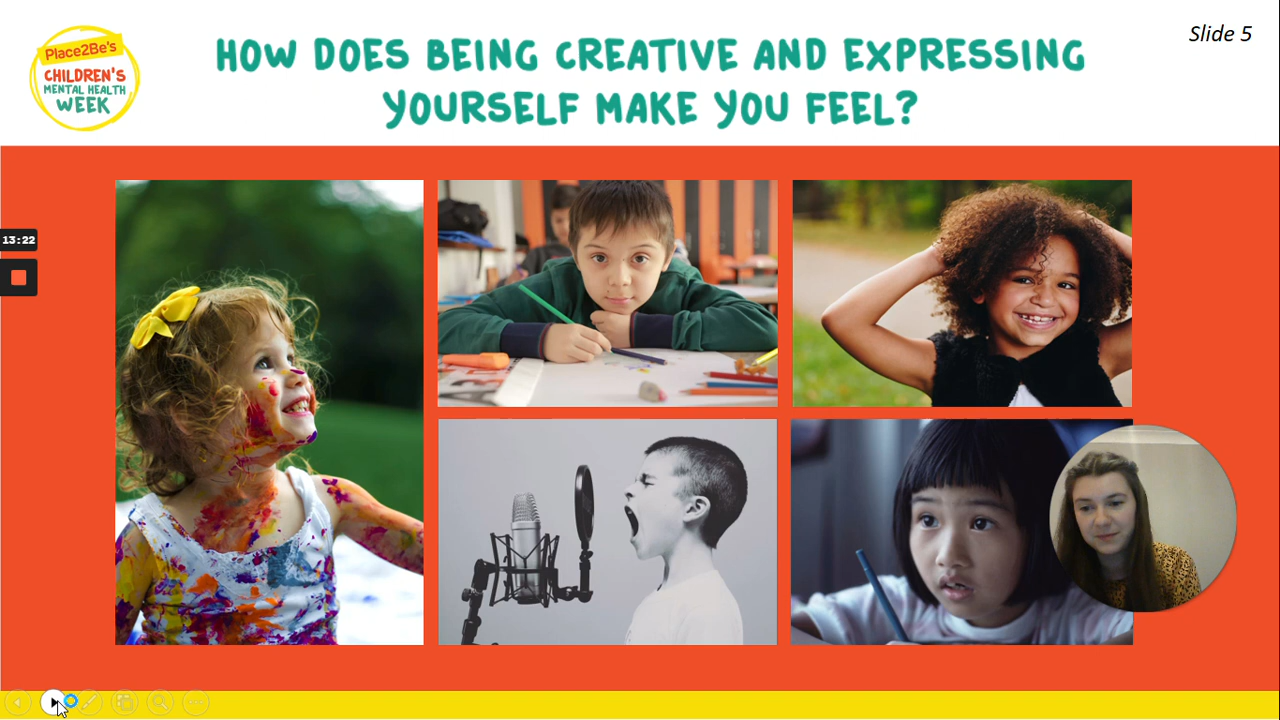 Place2Be's
CHILDREN'S
MENTAL HEALTH
WEEK
HOW DOES BEING CREATIVE AND EXPRESSING
YOURSELF MAKE YOU FEEL?
Slide 5
13:22